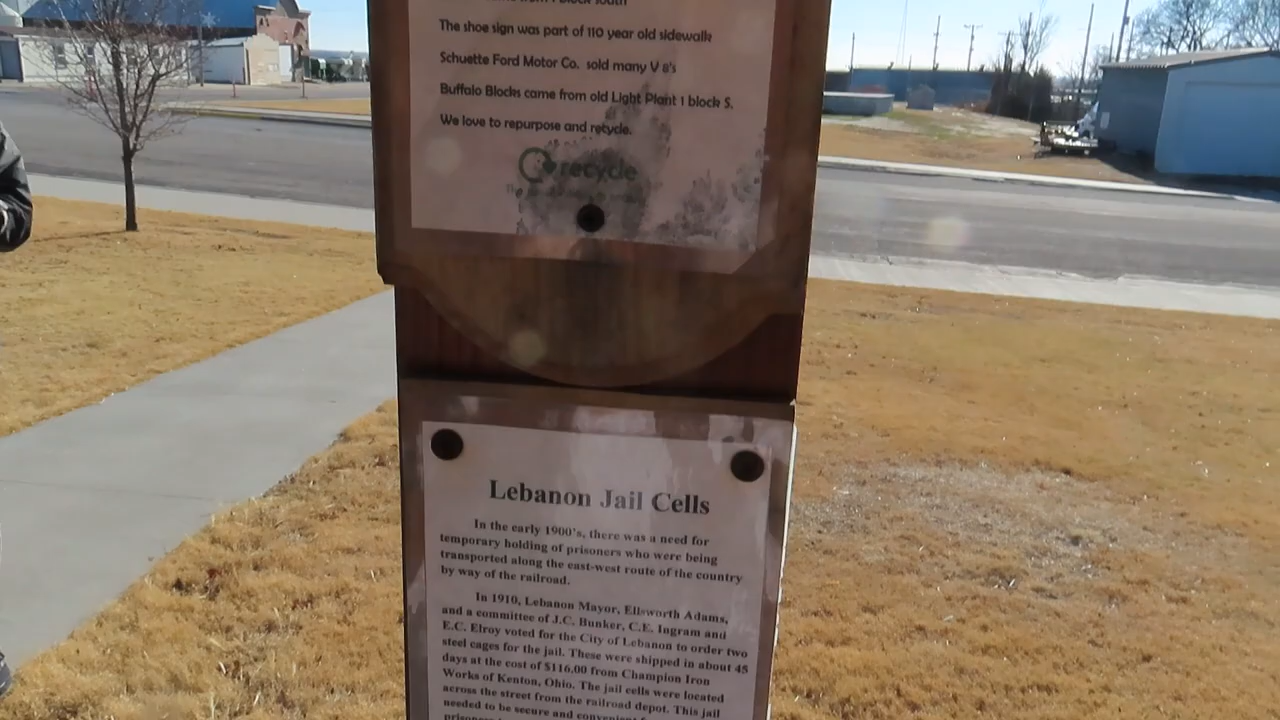 from 1 block south
The shoe sign was part of 110 year old sidewalk
Schuette Ford Motor Co. sold many V 8's
Buffalo Blocks came from old Light Plant 1 block S.
We love to repurpose and recycle.
recycle
Lebanon Jail Cells
In the early 1900's, there was a need for
temporary holding of prisoners who were being
transported along the east-west route of the country
by way of the railroad.
In 1910, Lebanon Mayor, Ellsworth Adams,
and a committee of J.C. Bunker, C.E. Ingram and
E.C. Elroy voted for the City of Lebanon to order two
steel cages for the jail. These were shipped in about 45
days at the cost of $116.00 from Champion Iron
Works of Kenton, Ohio. The jail cells were located
across the street from the railroad depot. This jail
needed to be secure and convenient